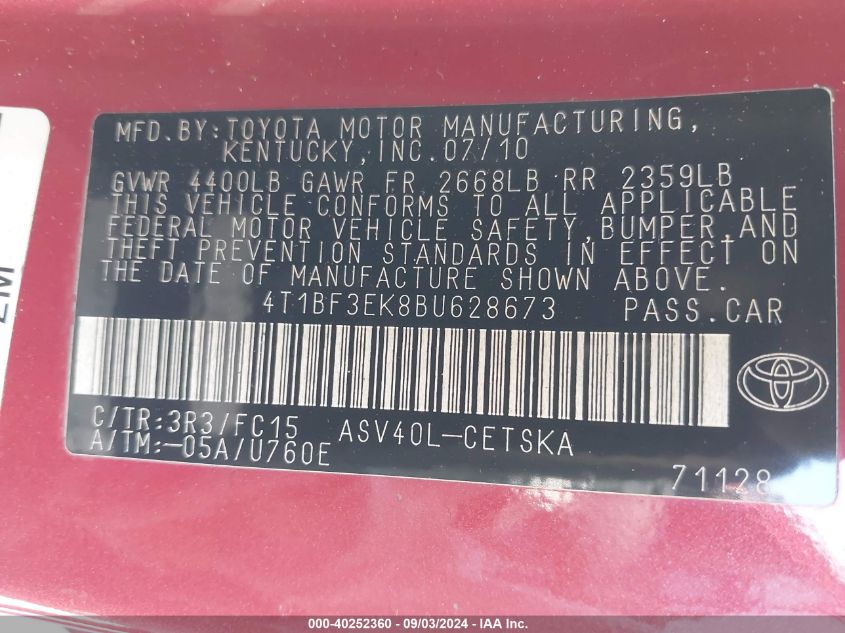 MFD.BY:TOYOTA MOTOR MANUFACTURING,
KENTUCKY,INC.07/10
GVWR 4400LB GAWR FR 2668LB RR 2359LB
THIS VEHICLE CONFORMS TO ALL APPLICABLE
FEDERAL MOTOR VEHICLE SAFETY,BUMPER,AND
THEFT PREVENTION STANDARDS IN EFFECT ON
THE DATE OF MANUFACTURE SHOWN ABOVE.
4T1BF3EK8BU628673 PASS.CAR
C/TR:3R3/FC15 ASV40L-CETSKA
A/TM:-05A/U760E
71128
000-40252360 - 09/03/2024 - IAA Inc.